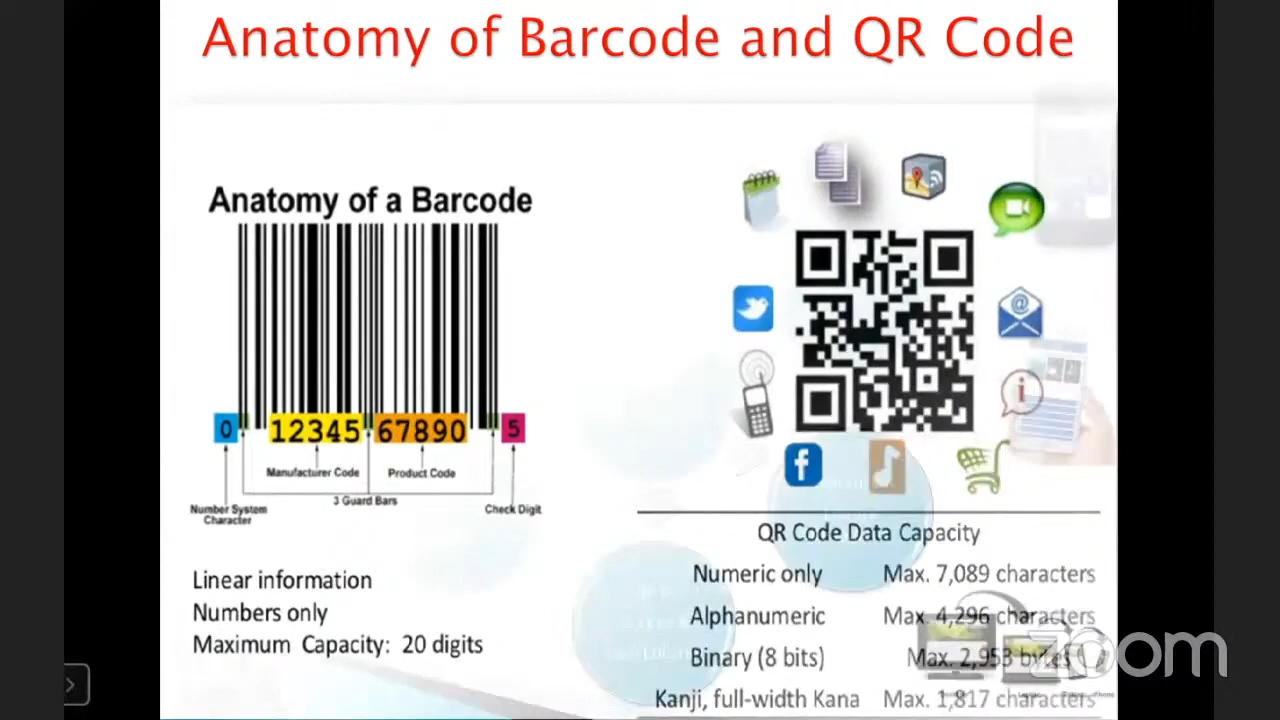 Anatomy of Barcode and QR Code
Anatomy of a Barcode
0 12345 67890 5
Manufacturer Code
Product Code
3 Guard Bars
Number System
Character
Check Digit
Linear information
Numbers only
Maximum Capacity: 20 digits
QR Code Data Capacity
Numeric only Max. 7,089 characters
Alphanumeric Max. 4,296 characters
Binary (8 bits) Max. 2,953 bytes
Kanji, full-width Kana Max. 1,817 characters
zoom